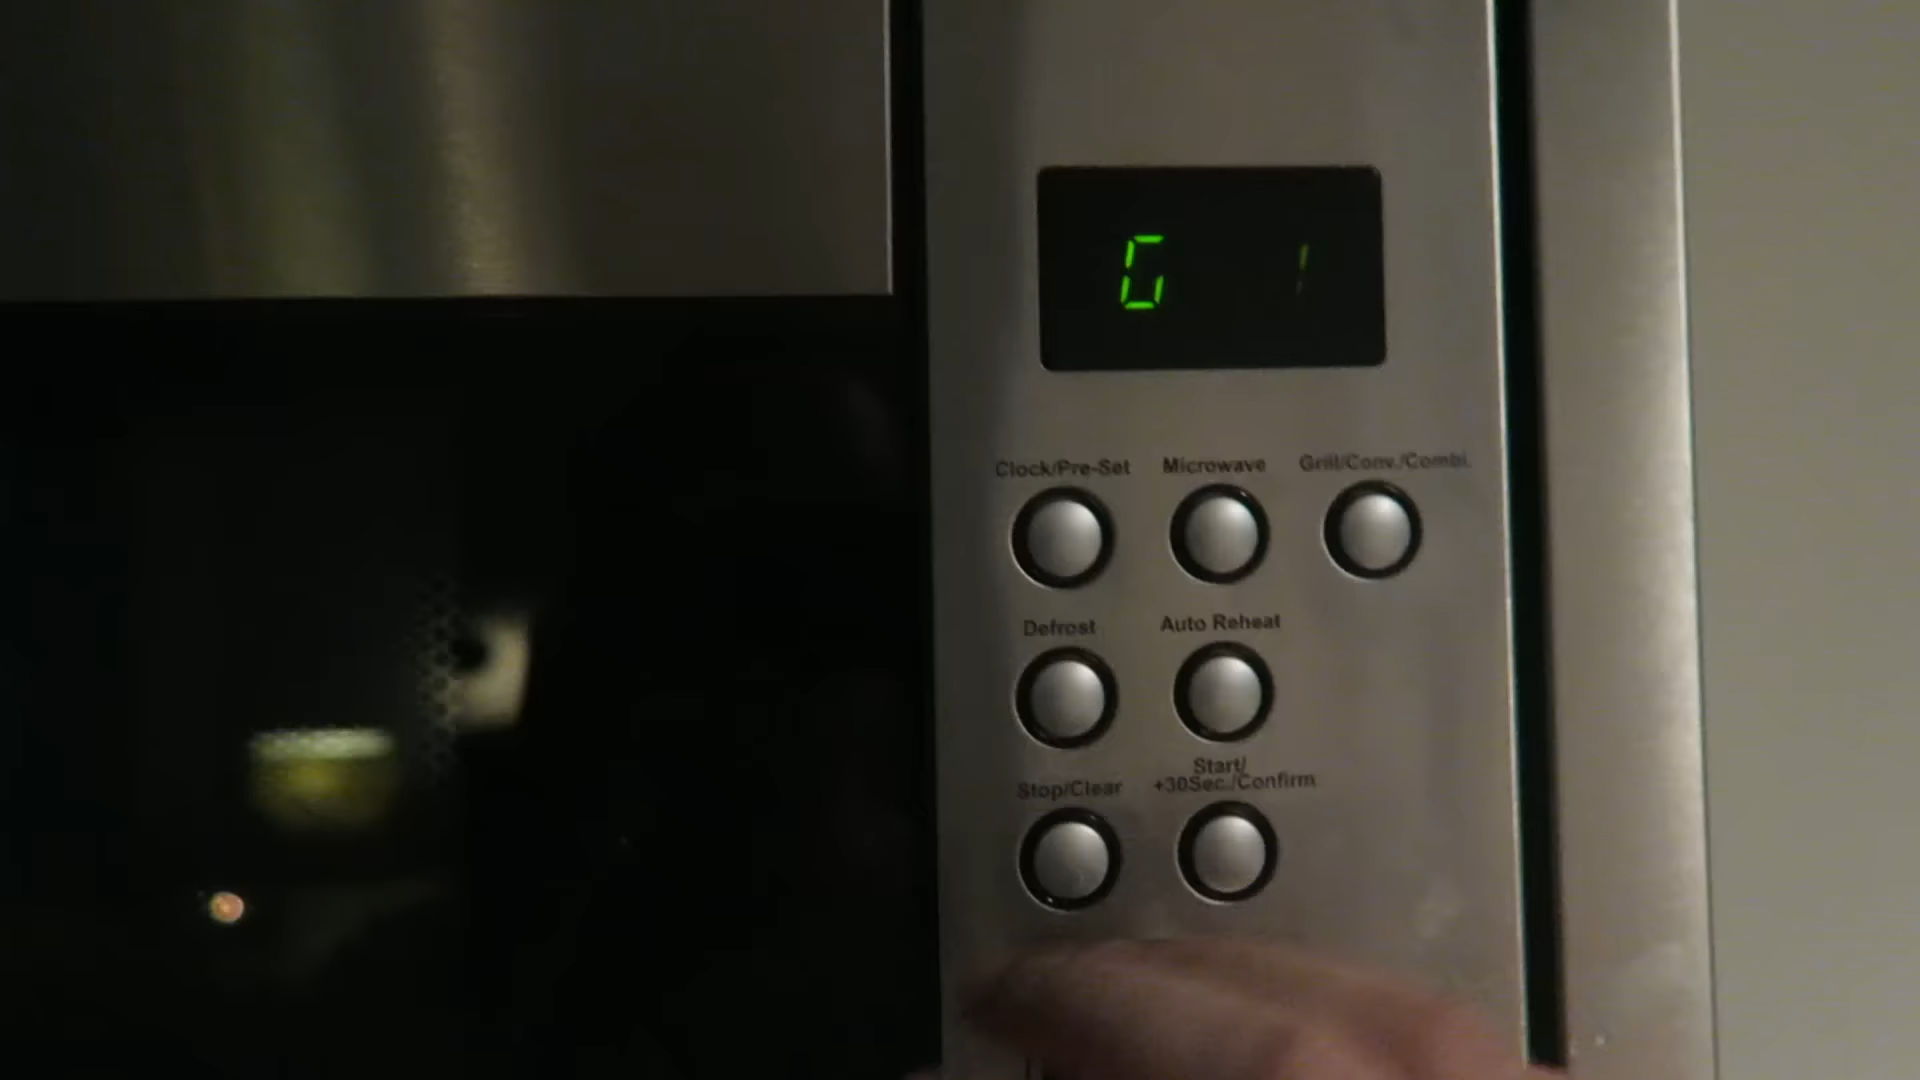 G 1
Clock/Pre-Set Microwave Grill/Conv./Combi.
Defrost Auto Reheat
Start/
Stop/Clear +30Sec./Confirm